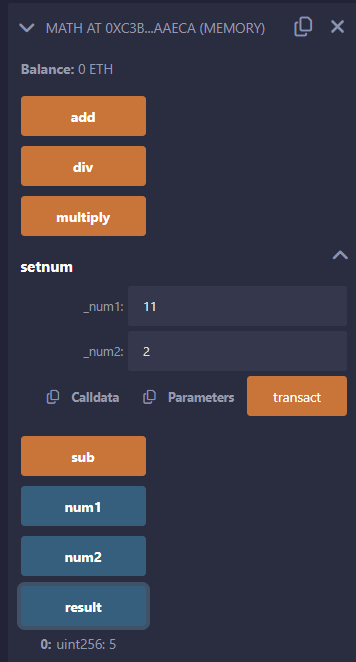 MATH AT 0XC3B...AAECA (MEMORY)
Balance: 0 ETH
add
div
multiply
setnum
_num1: 11
_num2: 2
Calldata Parameters transact
sub
num1
num2
result
0: uint256: 5